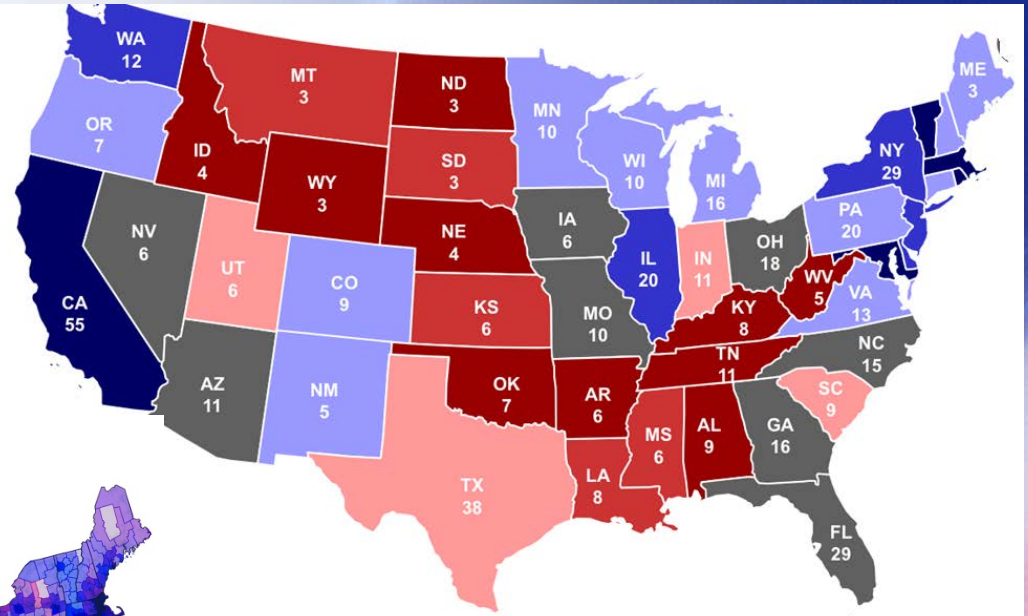 WA
12
MT
3
ND
3
MN
10
ME
3
OR
7
ID
4
SD
3
WI
10
NY
29
WY
3
MI
16
PA
20
NV
6
NE
4
IA
6
IL
20
IN
11
OH
18
UT
6
CO
9
WV
5
VA
13
CA
55
KS
6
MO
10
KY
8
NC
15
AZ
11
NM
5
OK
7
AR
6
TN
11
SC
9
MS
6
AL
9
GA
16
TX
38
LA
8
FL
29